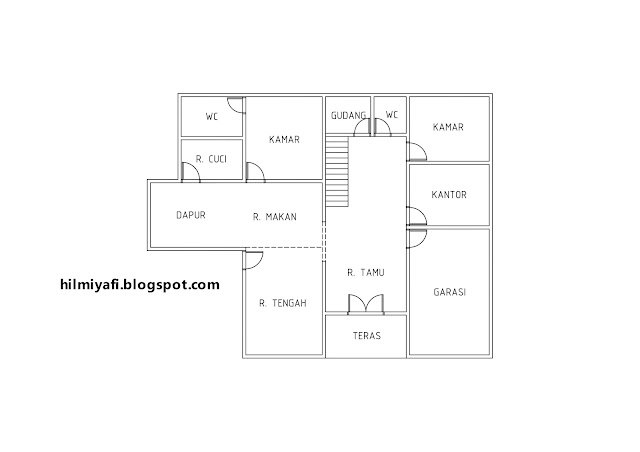 WC
KAMAR
GUDANG
WC
KAMAR
R. CUCI
KANTOR
DAPUR
R. MAKAN
R. TAMU
hilmiyafi.blogspot.com
GARASI
R. TENGAH
TERAS